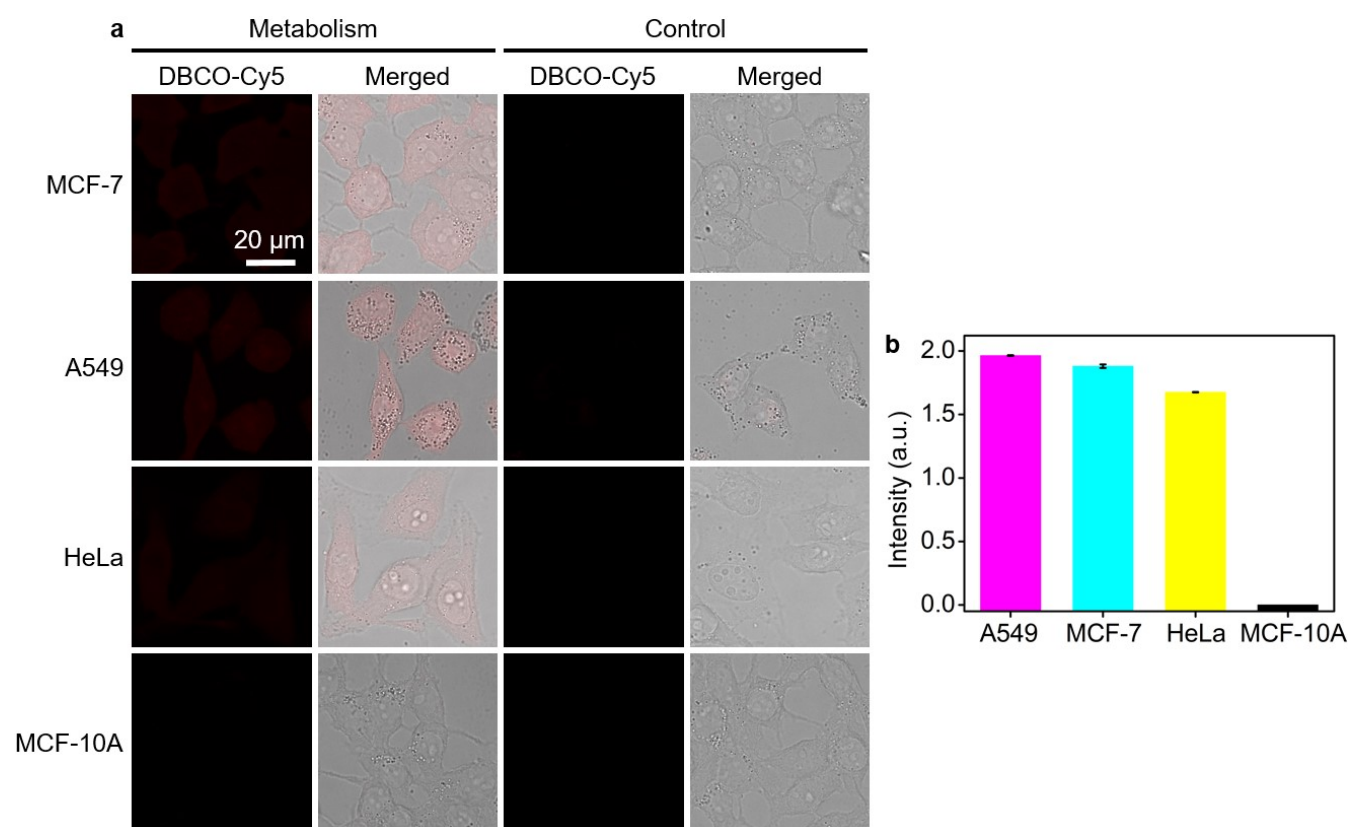 a
Metabolism Control
DBCO-Cy5 Merged DBCO-Cy5 Merged
MCF-7
20 µm
A549
HeLa
MCF-10A
b
Intensity (a.u.)
2.0
1.5
1.0
0.5
0.0
A549 MCF-7 HeLa MCF-10A